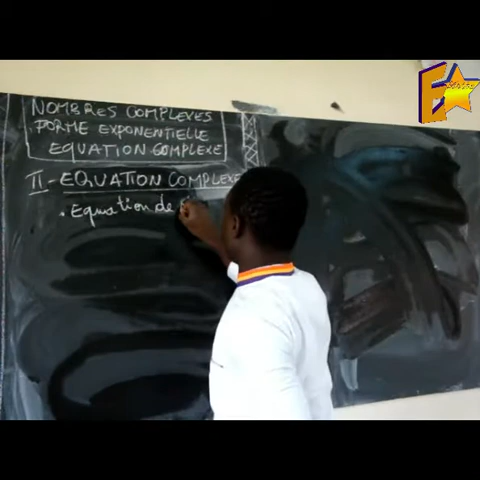 NOMBRES COMPLEXES
FORME EXPONENTIELLE
EQUATION COMPLEXE
II - EQUATION COMPLEXE
. Equation de